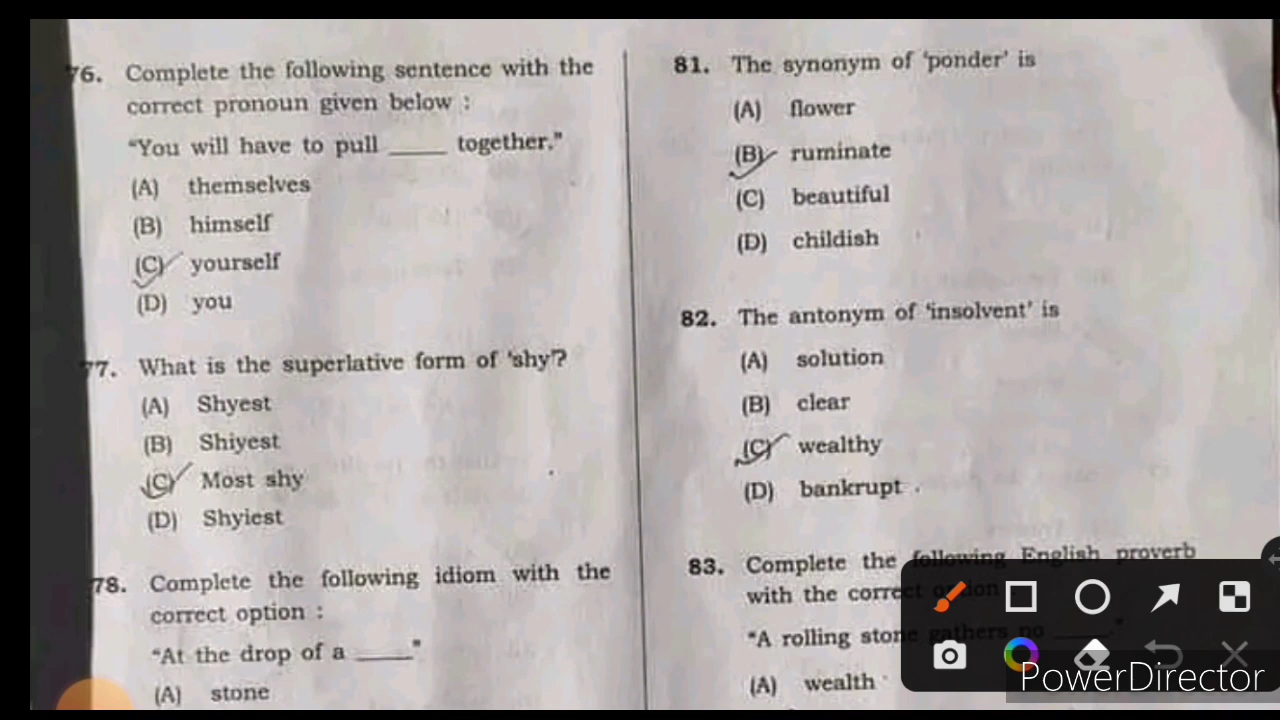 76. Complete the following sentence with the
correct pronoun given below :
"You will have to pull ____ together."
(A) themselves
(B) himself
(C) yourself
(D) you
77. What is the superlative form of 'shy'?
(A) Shyest
(B) Shiyest
(C) Most shy
(D) Shyiest
78. Complete the following idiom with the
correct option :
"At the drop of a ____"
(A) stone
81. The synonym of 'ponder' is
(A) flower
(B) ruminate
(C) beautiful
(D) childish
82. The antonym of 'insolvent' is
(A) solution
(B) clear
(C) wealthy
(D) bankrupt
83. Complete the following English proverb
with the correct option :
"A rolling stone gathers no ____."
(A) wealth
PowerDirector